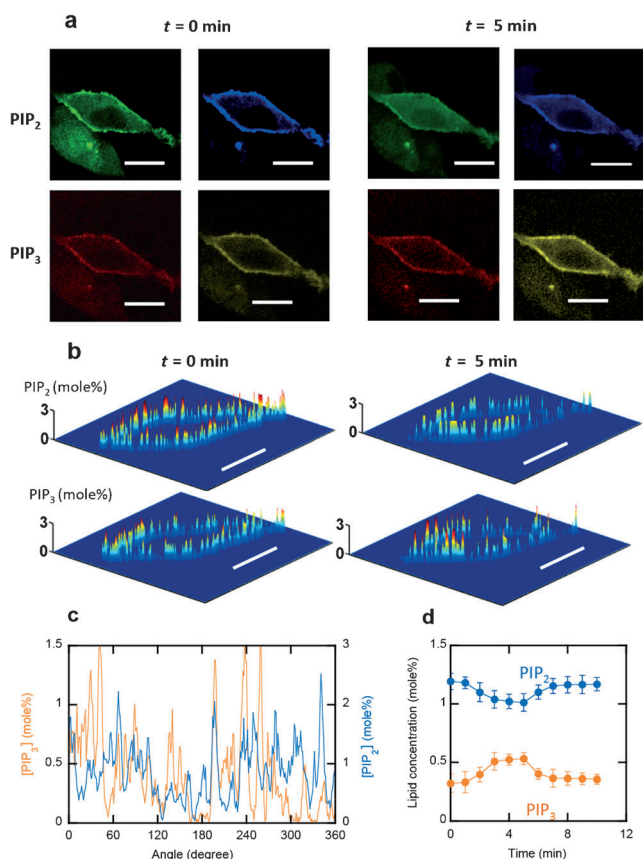 a
t = 0 min
t = 5 min
PIP2
PIP3
b
t = 0 min
t = 5 min
PIP2 (mole%)
3
0
3
0
PIP3 (mole%)
3
0
3
0
c
d
1.5
1
0.5
0
[PIP3] (mole%)
3
2
1
0
[PIP2] (mole%)
0 60 120 180 240 300 360
Angle (degree)
1.5
1
0.5
0
Lipid concentration (mole%)
PIP2
PIP3
0 4 8 12
Time (min)